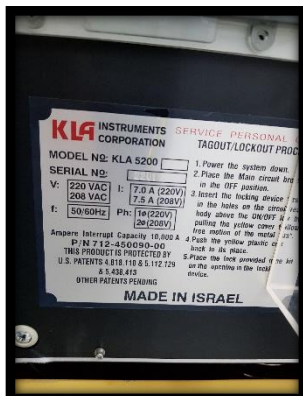 KLA INSTRUMENTS
CORPORATION
MODEL NO: KLA 5200
SERIAL NO:
V: 220 VAC I: 7.0 A (220V)
208 VAC 7.5 A (208V)
f: 50/60Hz Ph: 1ø(220V)
2ø(208V)
Ampere Interrupt Capacity 10,000 A
P/N 712-450090-00
THIS PRODUCT IS PROTECTED BY
U.S. PATENTS 4.818.110 & 5.112.129
& 5.438.413
OTHER PATENTS PENDING
SERVICE PERSONAL
TAGOUT/LOCKOUT PROC
1. Power the system down.
2. Place the Main circuit
in the OFF position.
3. Insert the locking device
in the holes on the circuit
body above the ON/OFF
pulling the yellow cover
free motion of the metal
4. Push the yellow plastic
back in its place.
5. Place the lock provided
on the opening in the
device.
MADE IN ISRAEL